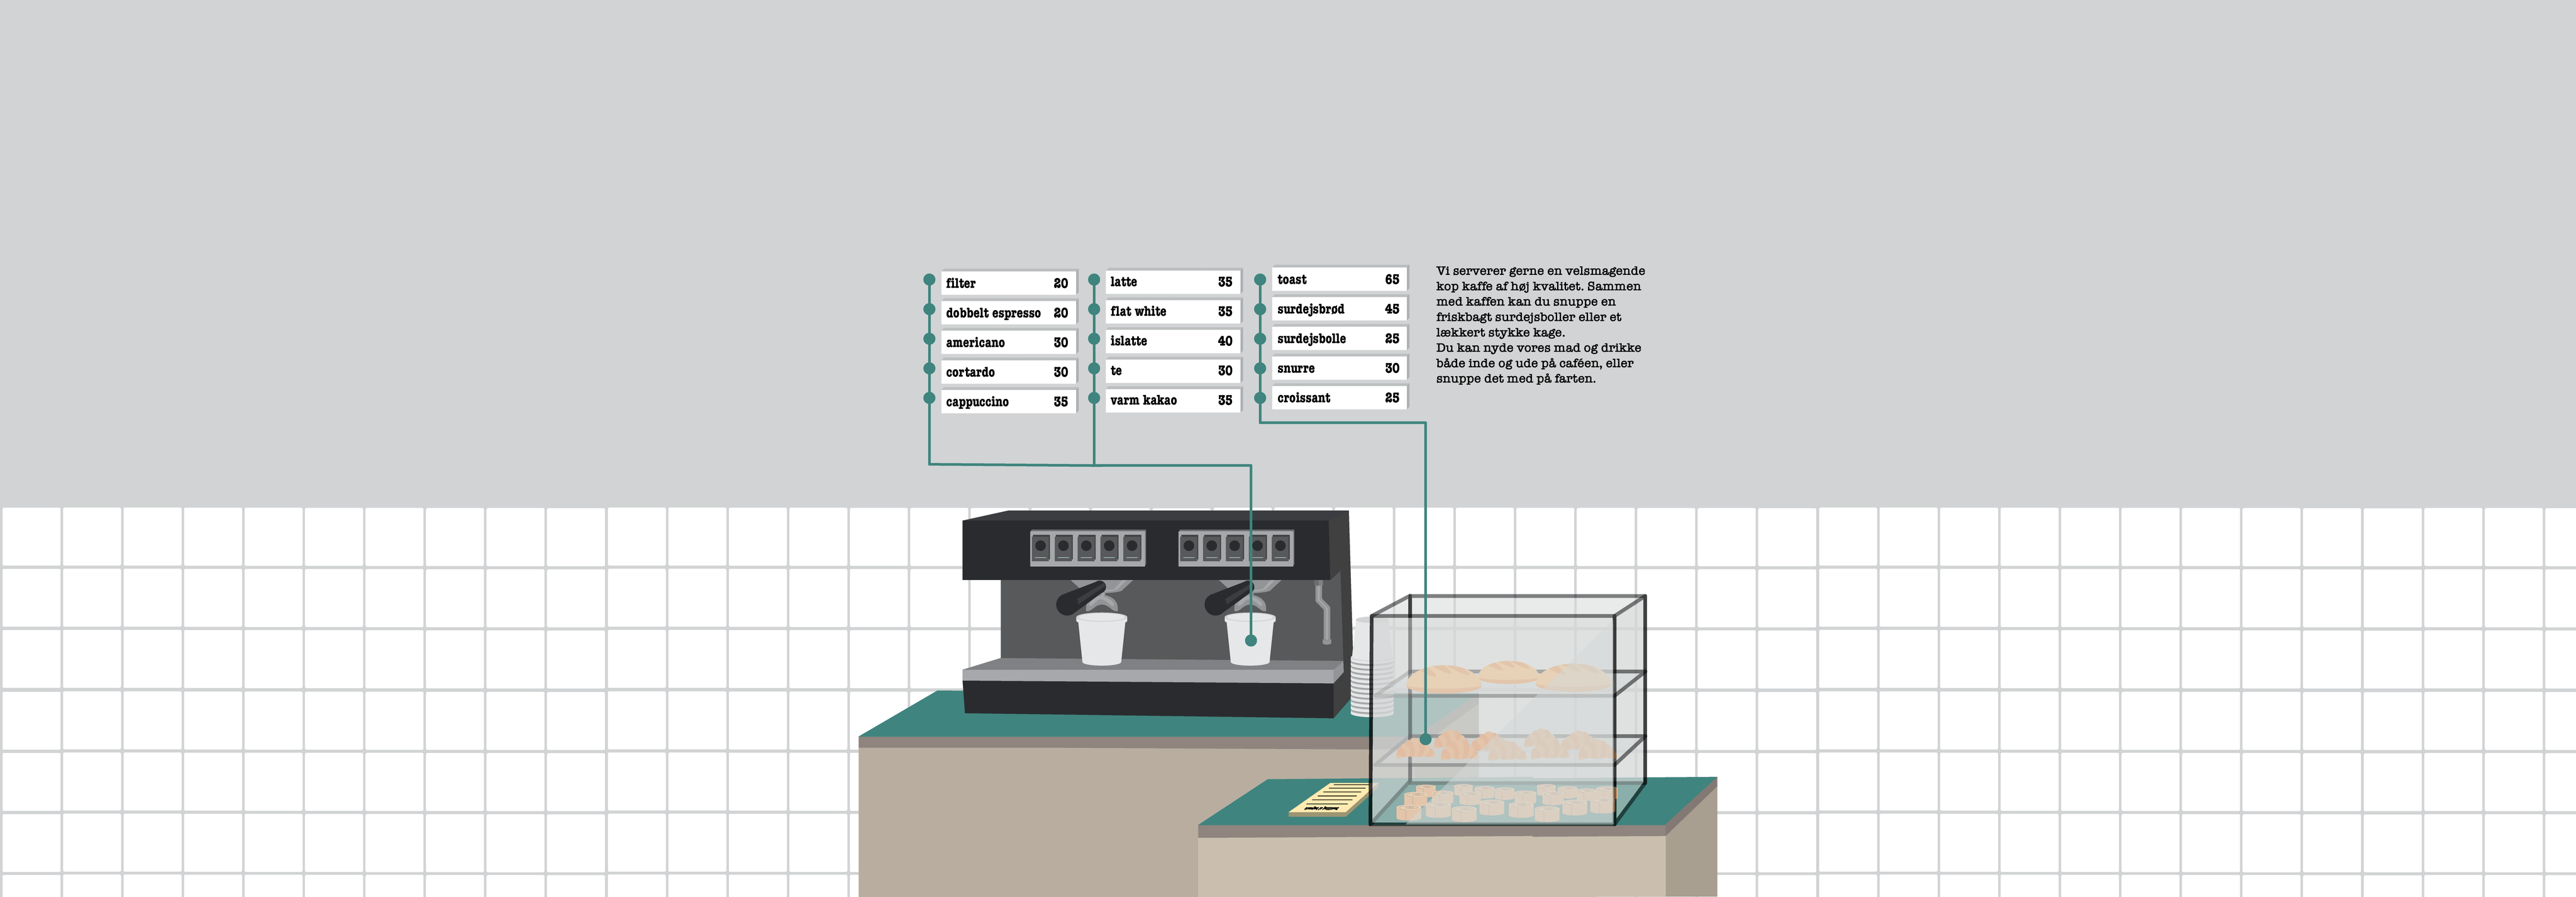 filter 20
dobbelt espresso 20
americano 30
cortardo 30
cappuccino 35
latte 35
flat white 35
islatte 40
te 30
varm kakao 35
toast 65
surdejsbrød 45
surdejsbolle 25
snurre 30
croissant 25
Vi serverer gerne en velsmagende
kop kaffe af høj kvalitet. Sammen
med kaffen kan du snuppe en
friskbagt surdejsboller eller et
lækkert stykke kage.
Du kan nyde vores mad og drikke
både inde og ude på caféen, eller
snuppe det med på farten.